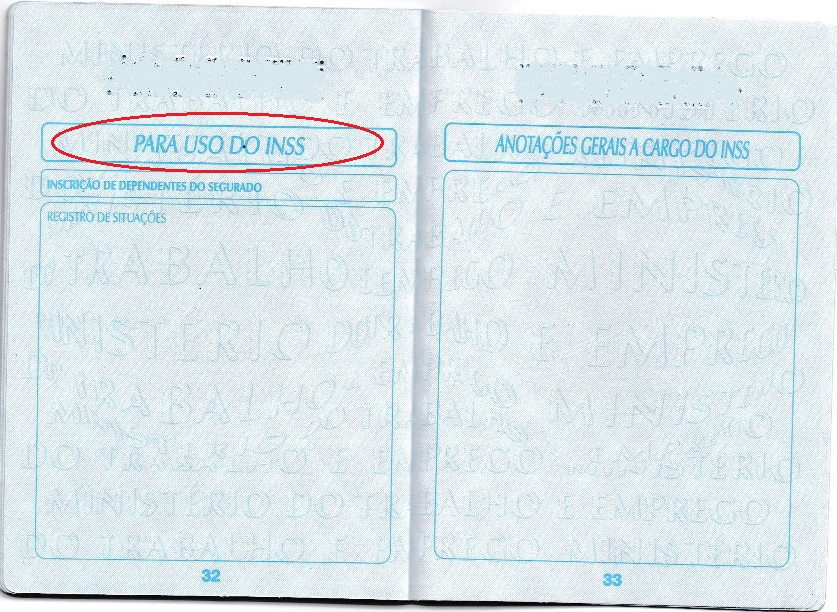 PARA USO DO INSS
INSCRIÇÃO DE DEPENDENTES DO SEGURADO
REGISTRO DE SITUAÇÕES
32
ANOTAÇÕES GERAIS A CARGO DO INSS
33